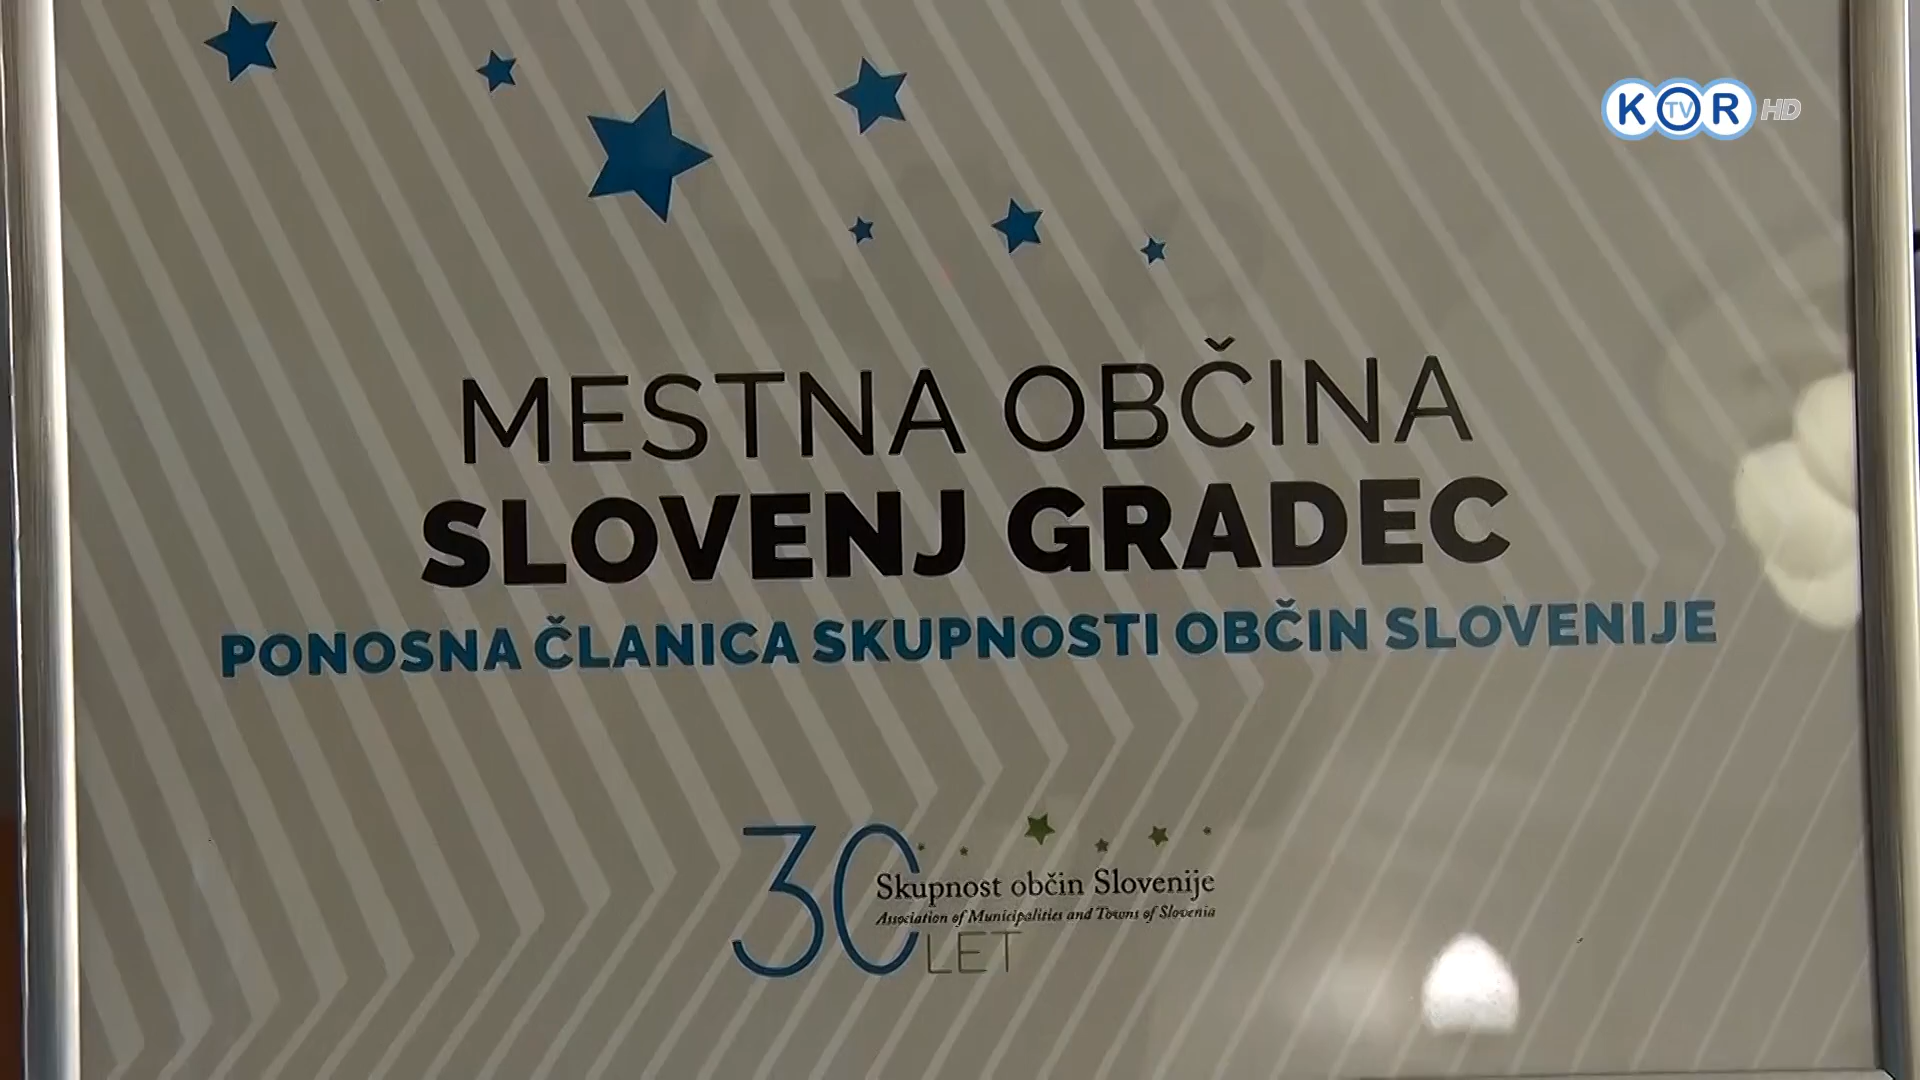 KOR TV HD
MESTNA OBČINA
SLOVENJ GRADEC
PONOSNA ČLANICA SKUPNOSTI OBČIN SLOVENIJE
30
Skupnost občin Slovenije
Association of Municipalities and Towns of Slovenia
LET